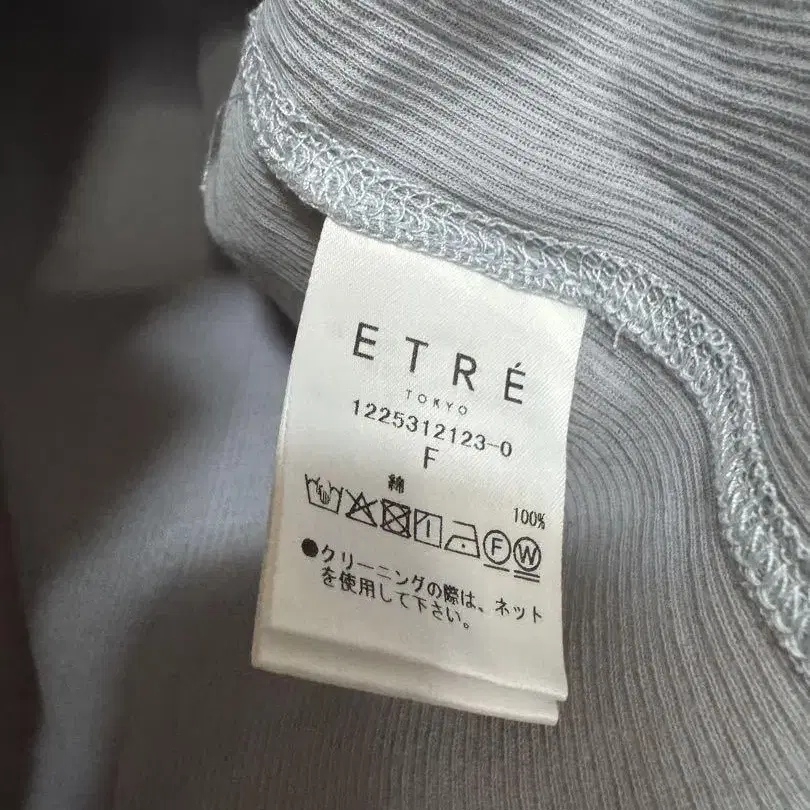 ETRÉ
TOKYO
1225312123-0
F
綿
100%
F W
●クリーニングの際は、ネット
を使用して下さい。